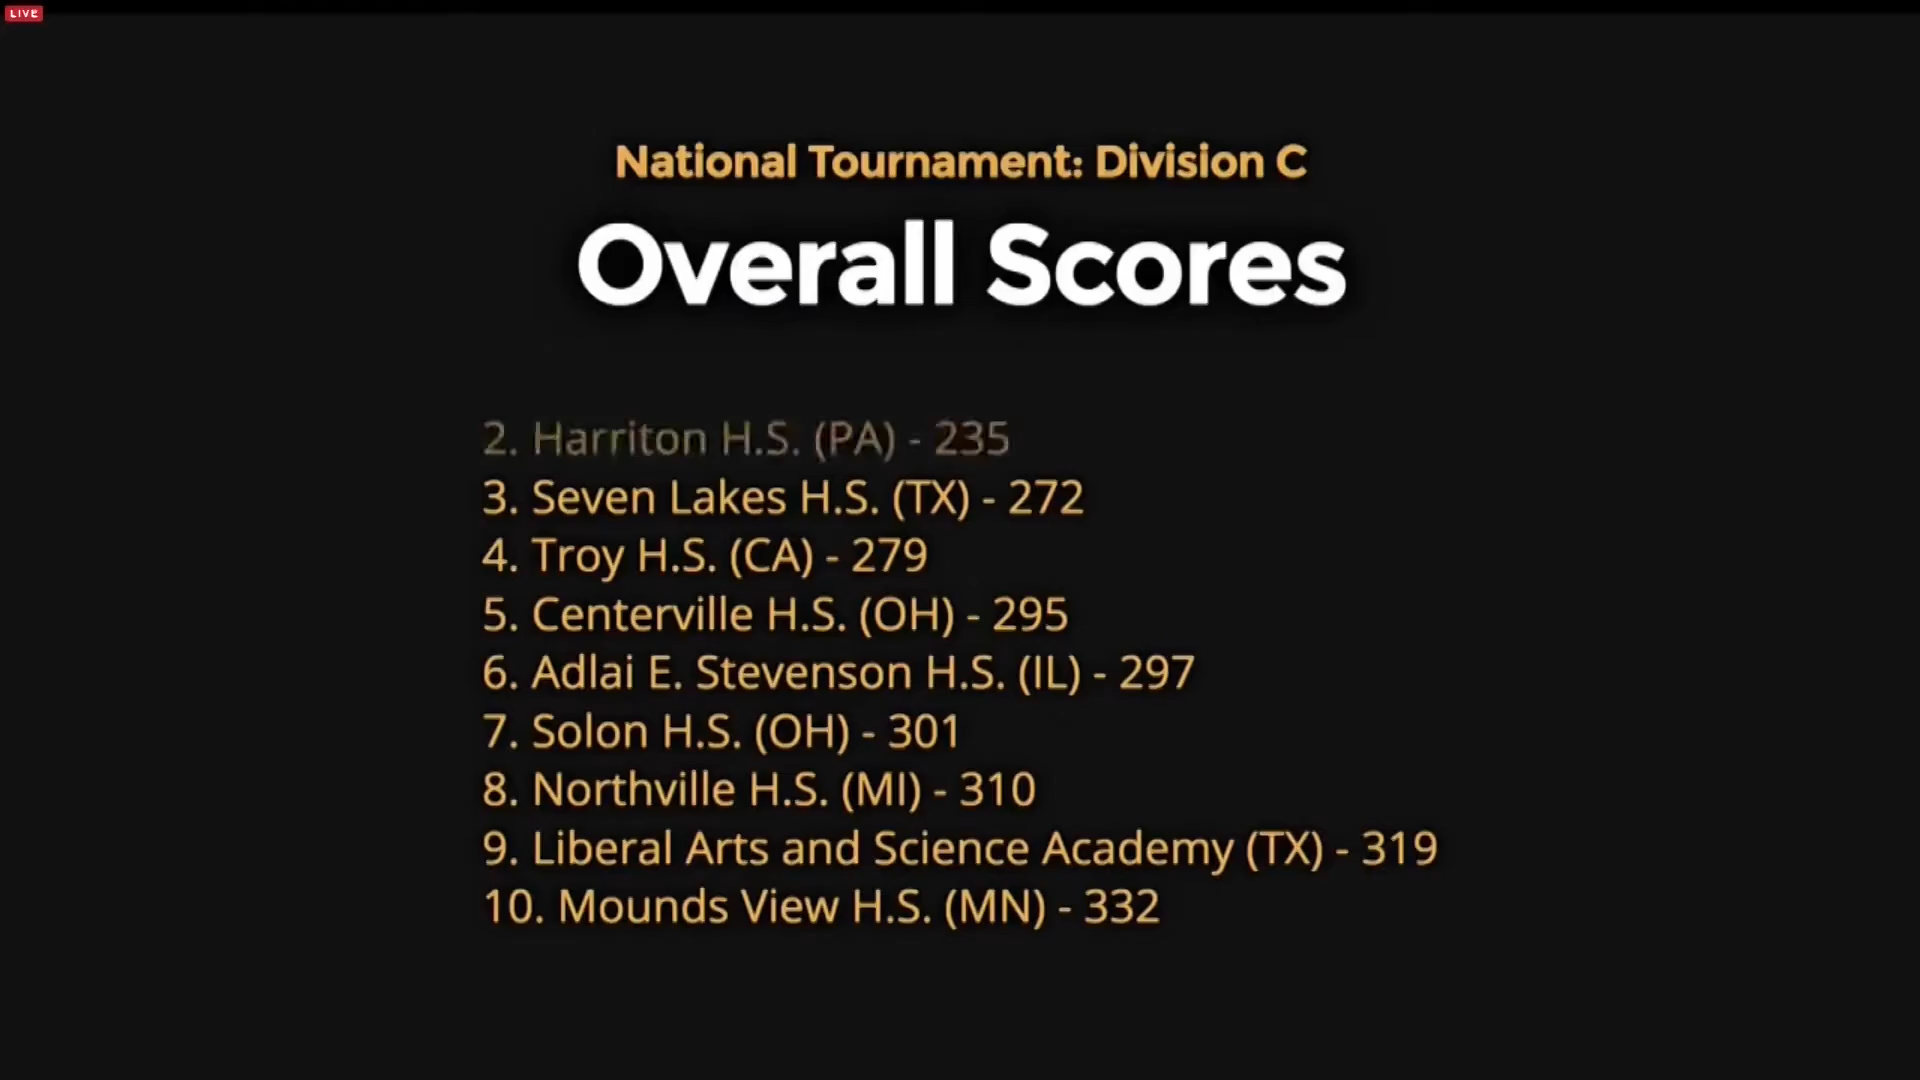 LIVE
National Tournament: Division C
Overall Scores
2. Harriton H.S. (PA) - 235
3. Seven Lakes H.S. (TX) - 272
4. Troy H.S. (CA) - 279
5. Centerville H.S. (OH) - 295
6. Adlai E. Stevenson H.S. (IL) - 297
7. Solon H.S. (OH) - 301
8. Northville H.S. (MI) - 310
9. Liberal Arts and Science Academy (TX) - 319
10. Mounds View H.S. (MN) - 332